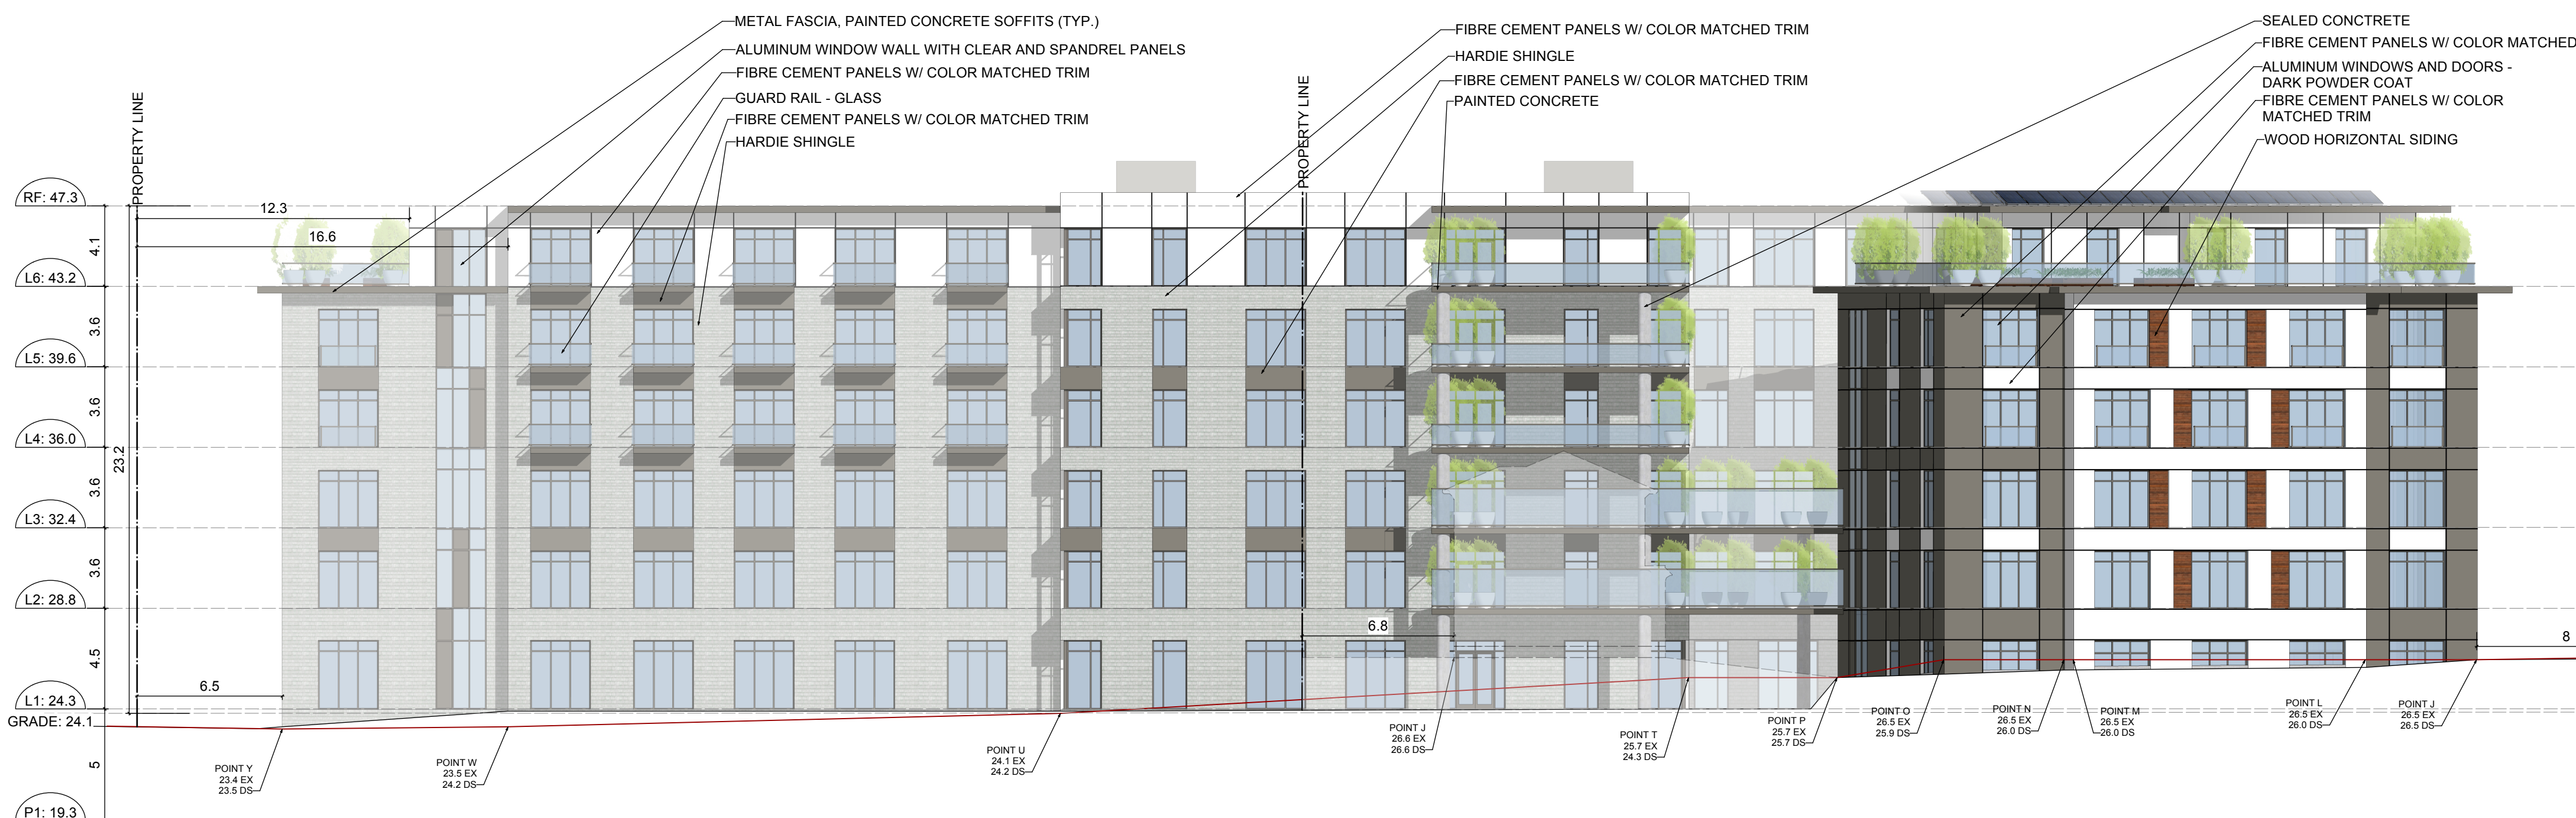 METAL FASCIA, PAINTED CONCRETE SOFFITS (TYP.)
ALUMINUM WINDOW WALL WITH CLEAR AND SPANDREL PANELS
FIBRE CEMENT PANELS W/ COLOR MATCHED TRIM
GUARD RAIL - GLASS
FIBRE CEMENT PANELS W/ COLOR MATCHED TRIM
HARDIE SHINGLE
FIBRE CEMENT PANELS W/ COLOR MATCHED TRIM
HARDIE SHINGLE
FIBRE CEMENT PANELS W/ COLOR MATCHED TRIM
PAINTED CONCRETE
SEALED CONCTRETE
FIBRE CEMENT PANELS W/ COLOR MATCHED
ALUMINUM WINDOWS AND DOORS -
DARK POWDER COAT
FIBRE CEMENT PANELS W/ COLOR
MATCHED TRIM
WOOD HORIZONTAL SIDING
PROPERTY LINE
PROPERTY LINE
RF: 47.3
12.3
16.6
4.1
L6: 43.2
3.6
L5: 39.6
3.6
L4: 36.0
23.2
3.6
L3: 32.4
3.6
L2: 28.8
6.8
8
4.5
6.5
L1: 24.3
GRADE: 24.1
5
P1: 19.3
POINT Y
23.4 EX
23.5 DS
POINT W
23.5 EX
24.2 DS
POINT U
24.1 EX
24.2 DS
POINT J
26.6 EX
26.6 DS
POINT T
25.7 EX
24.3 DS
POINT P
25.7 EX
25.7 DS
POINT O
26.5 EX
25.9 DS
POINT N
26.5 EX
26.0 DS
POINT M
26.5 EX
26.0 DS
POINT L
26.5 EX
26.0 DS
POINT J
26.5 EX
26.5 DS